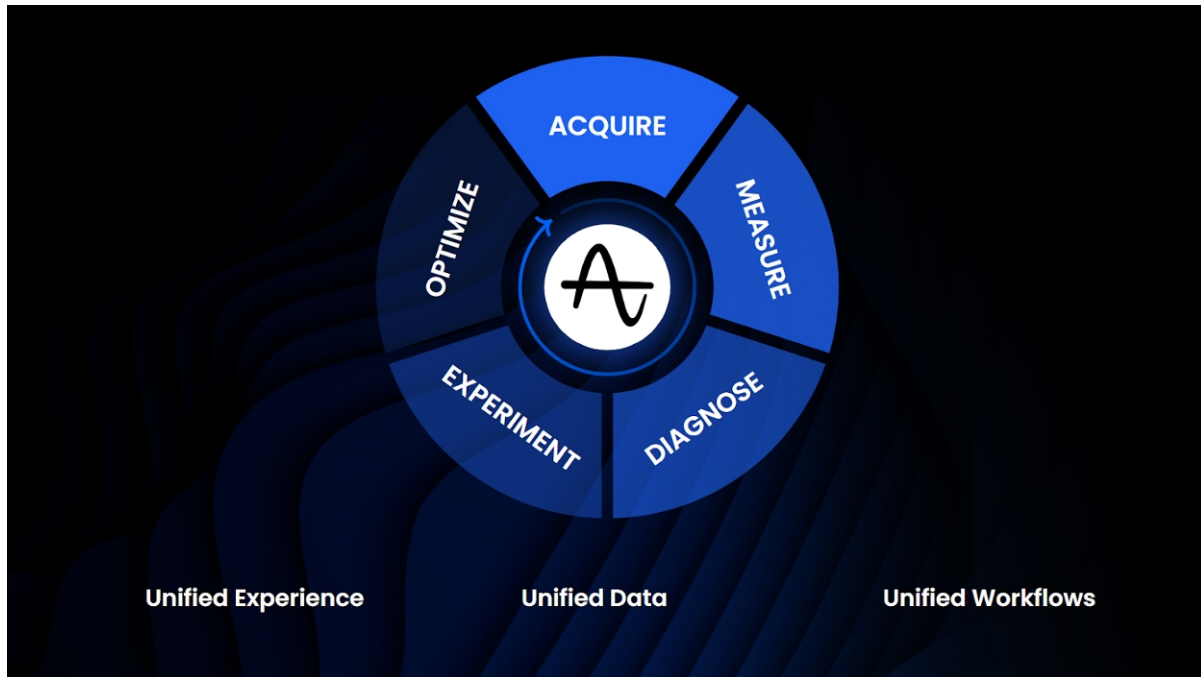 ACQUIRE
MEASURE
DIAGNOSE
EXPERIMENT
OPTIMIZE
Unified Experience
Unified Data
Unified Workflows